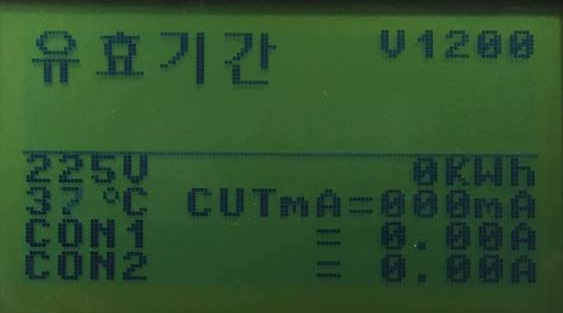 유효기간 V1200
225V 0KWh
37°C CUTmA=000mA
CON1 = 0.00A
CON2 = 0.00A